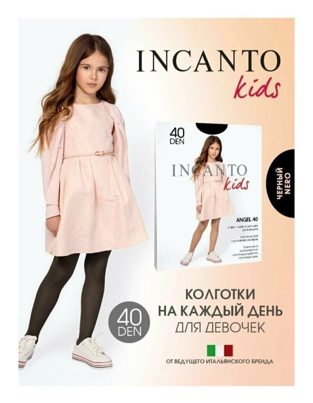 INCANTO
kids
40
DEN
INCANTO
kids
ANGEL 40
ЧЕРНЫЙ
NERO
40
DEN
КОЛГОТКИ
НА КАЖДЫЙ ДЕНЬ
ДЛЯ ДЕВОЧЕК
ОТ ВЕДУЩЕГО ИТАЛЬЯНСКОГО БРЕНДА